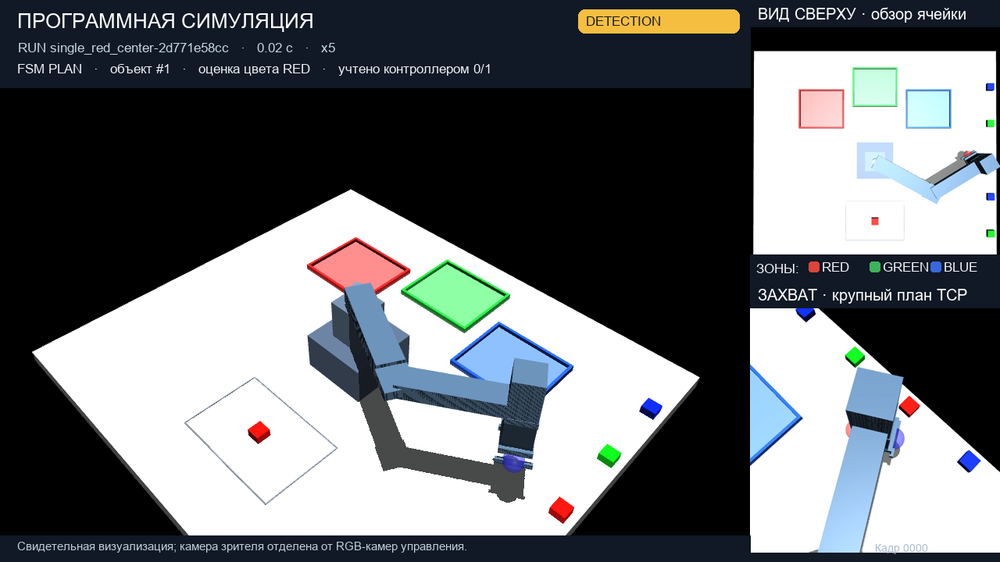 ПРОГРАММНАЯ СИМУЛЯЦИЯ
DETECTION
RUN single_red_center-2d771e58cc · 0.02 с · x5
FSM PLAN · объект #1 · оценка цвета RED · учтено контроллером 0/1
ВИД СВЕРХУ · обзор ячейки
ЗОНЫ: RED GREEN BLUE
ЗАХВАТ · крупный план TCP
Кадр 0000
Свидетельная визуализация; камера зрителя отделена от RGB-камер управления.